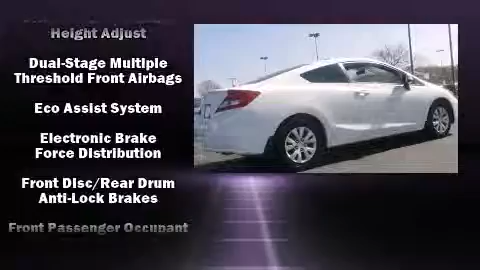 Height Adjust
Dual-Stage Multiple
Threshold Front Airbags
Eco Assist System
Electronic Brake
Force Distribution
Front Disc/Rear Drum
Anti-Lock Brakes
Front Passenger Occupant